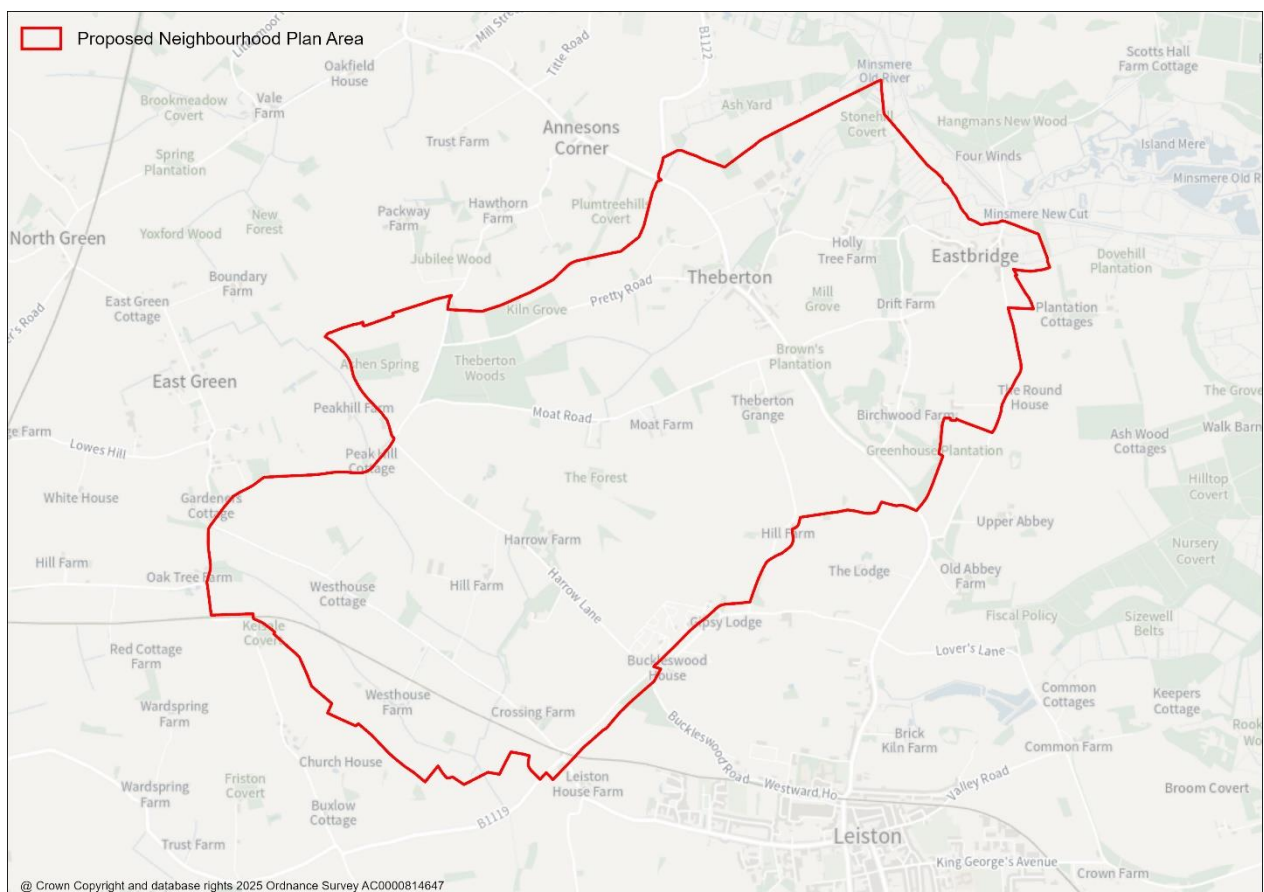 Proposed Neighbourhood Plan Area
Mill Stree
Title Road
B1122
Oakfield
House
Minsmere
Old River
Scotts Hall
Farm Cottage
Brookmeadow
Covert
Vale
Farm
Ash Yard
Stonehill
Covert
Hangmans New Wood
Trust Farm
Annesons
Corner
Island Mere
Spring
Plantation
Four Winds
Minsmere Old R
New
Forest
Packway
Farm
Hawthorn
Farm
Plumtreehills
Covert
Minsmere New Cut
North Green
Yoxford Wood
Jubilee Wood
Holly
Tree Farm
Eastbridge
Dovehill
Plantation
Boundary
Farm
Theberton
East Green
Cottage
Pretty Road
Kiln Grove
Mill
Grove
Drift Farm
Plantation
Cottages
er's Road
Ashen Spring
Theberton
Woods
Brown's
Plantation
East Green
Peakhill Farm
Moat Road
Moat Farm
Theberton
Grange
Birchwood Farm
The Round
House
The Grove
ge Farm
Lowes Hill
Peak Hill
Cottage
Greenhouse Plantation
Ash Wood
Cottages
Walk Barn
White House
Gardeners
Cottage
The Forest
Hilltop
Covert
Upper Abbey
Hill Farm
Harrow Farm
Hill Farm
Nursery
Covert
Oak Tree Farm
Westhouse
Cottage
Hill Farm
Harrow Lane
The Lodge
Old Abbey
Farm
Kelsale
Covert
Gipsy Lodge
Fiscal Policy
Sizewell
Belts
Red Cottage
Farm
Buckleswood
House
Lover's Lane
Wardspring
Farm
Westhouse
Farm
Crossing Farm
Common
Cottages
Keepers
Cottage
Buckleswood Road
Brick
Kiln Farm
Common Farm
Church House
Wardspring
Farm
Friston
Covert
Leiston
House Farm
Westward Ho
Valley Road
Broom Covert
Buxlow
Cottage
B1119
Trust Farm
Leiston
King George's Avenue
Crown Farm
@ Crown Copyright and database rights 2025 Ordnance Survey AC0000814647